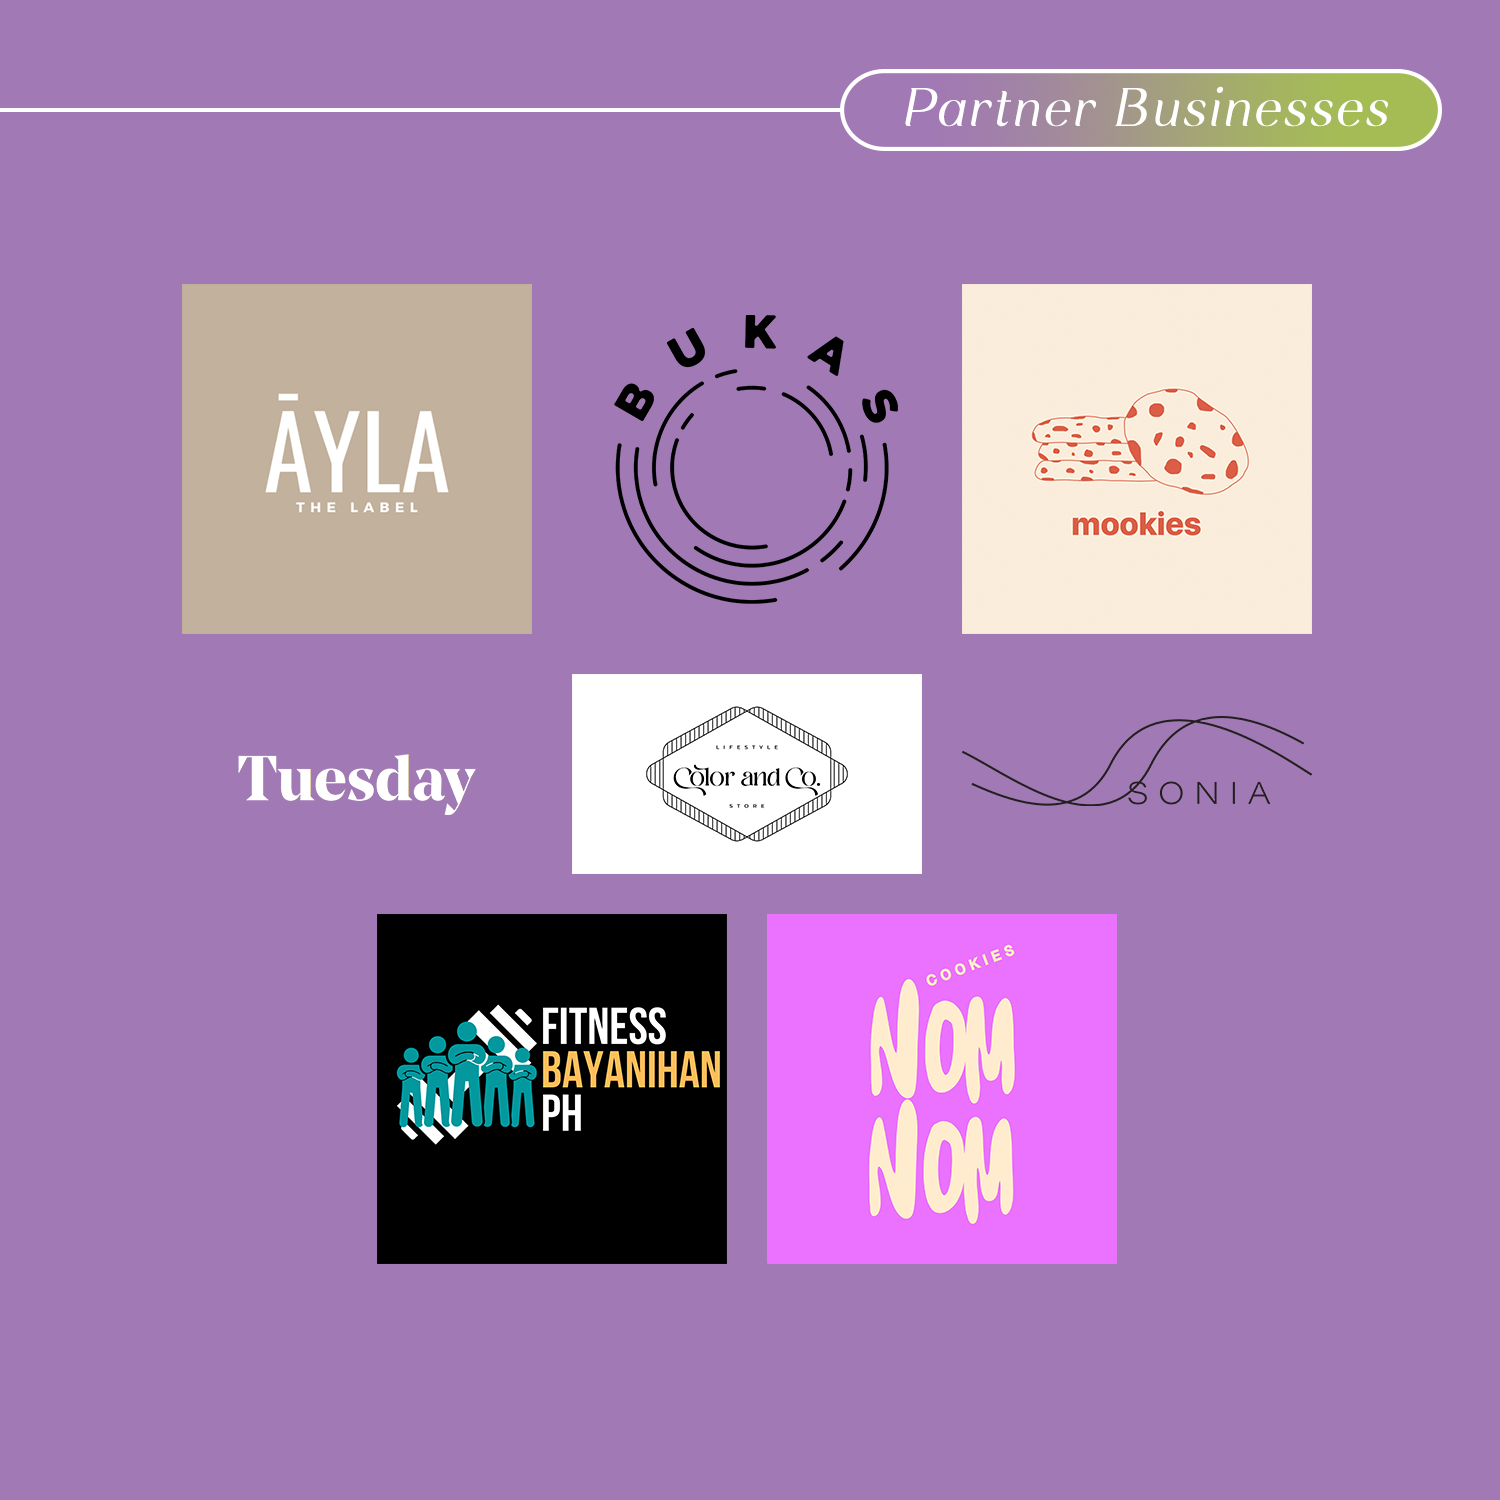 Partner Businesses
ĀYLA
THE LABEL
BUKAS
mookies
Tuesday
LIFESTYLE
Color and Co.
STORE
SONIA
FITNESS
BAYANIHAN
PH
COOKIES
NOM
NOM